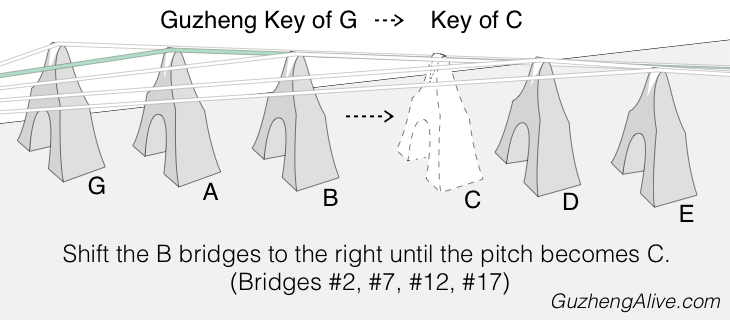 Guzheng Key of G --> Key of C
G
A
B
C
D
E
Shift the B bridges to the right until the pitch becomes C.
(Bridges #2, #7, #12, #17)
GuzhengAlive.com